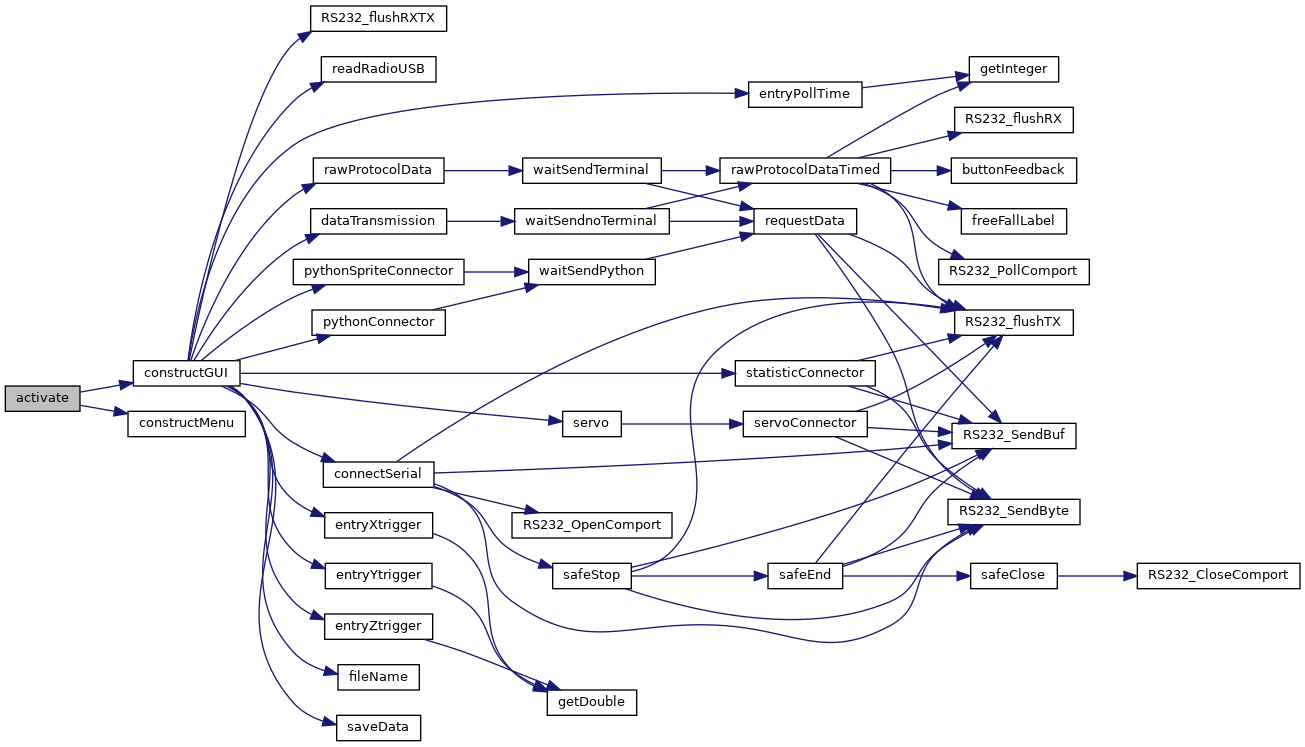 RS232_flushRXTX
readRadioUSB
getInteger
entryPollTime
RS232_flushRX
rawProtocolData
waitSendTerminal
rawProtocolDataTimed
buttonFeedback
dataTransmission
waitSendnoTerminal
requestData
freeFallLabel
pythonSpriteConnector
waitSendPython
RS232_PollComport
pythonConnector
RS232_flushTX
constructGUI
statisticConnector
activate
constructMenu
servo
servoConnector
RS232_SendBuf
connectSerial
entryXtrigger
RS232_OpenComport
RS232_SendByte
entryYtrigger
safeStop
safeEnd
safeClose
RS232_CloseComport
entryZtrigger
fileName
getDouble
saveData